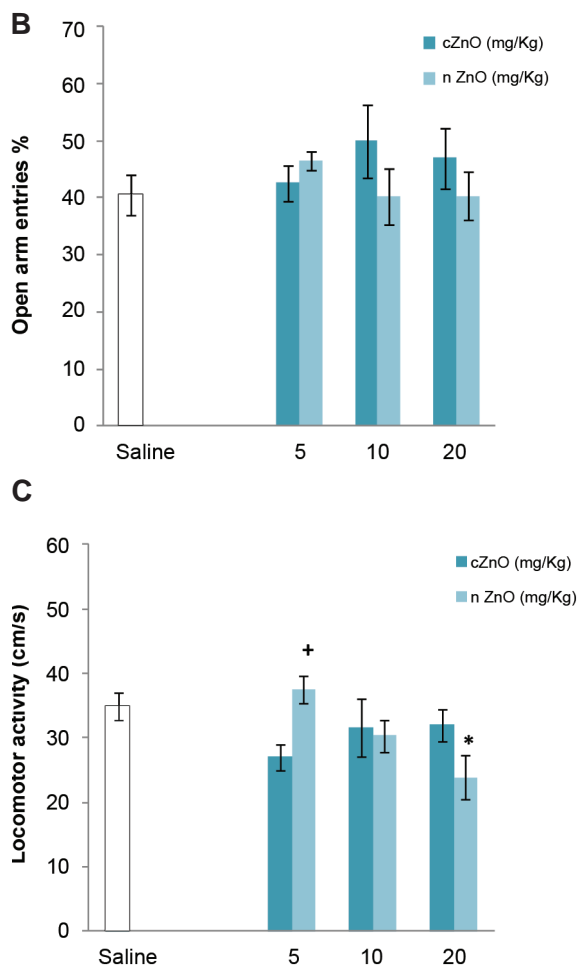 B
70
60
50
40
30
20
10
0
Open arm entries %
cZnO (mg/Kg)
n ZnO (mg/Kg)
Saline 5 10 20
C
60
50
40
30
20
10
0
Locomotor activity (cm/s)
cZnO (mg/Kg)
n ZnO (mg/Kg)
+
*
Saline 5 10 20